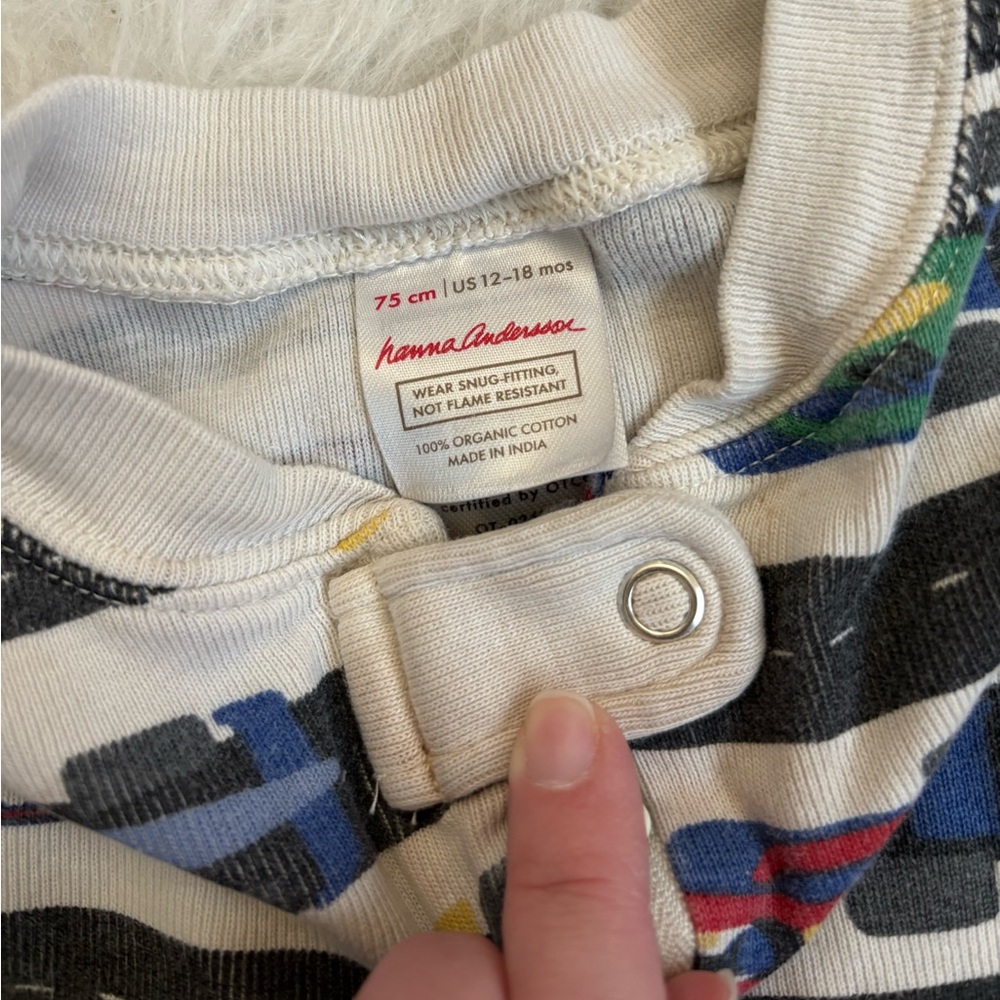 75 cm | US 12-18 mos
hanna Andersson
WEAR SNUG-FITTING,
NOT FLAME RESISTANT
100% ORGANIC COTTON
MADE IN INDIA
certified by